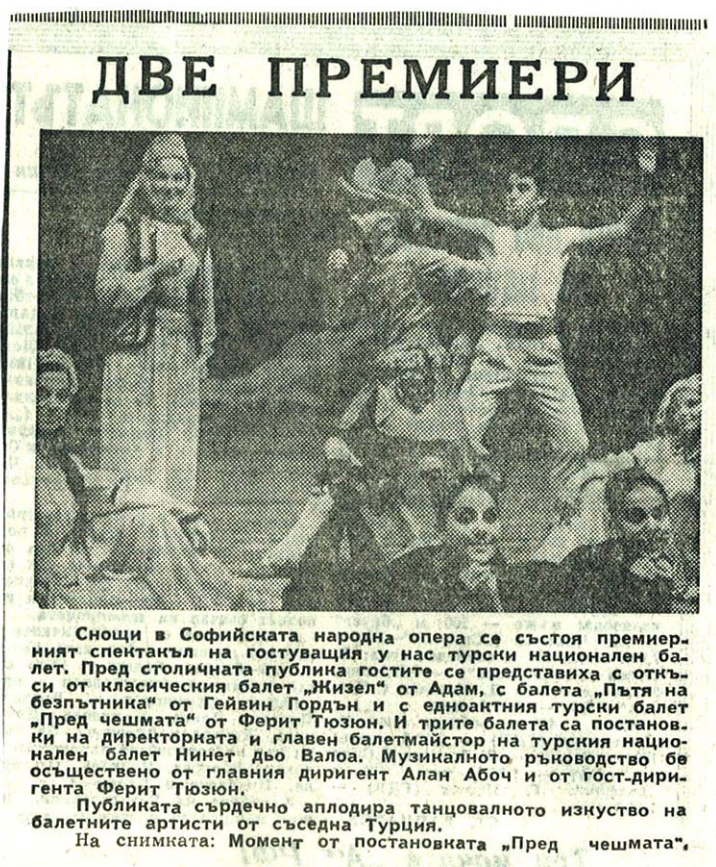 ДВЕ ПРЕМИЕРИ
Снощи в Софийската народна опера се състоя премиер-
ният спектакъл на гостуващия у нас турски национален ба-
лет. Пред столичната публика гостите се представиха с откъ-
си от класическия балет „Жизел“ от Адам, с балета „Пътя на
безпътника“ от Гейвин Гордън и с едноактния турски балет
„Пред чешмата“ от Ферит Тюзюн. И трите балета са постанов-
ки на директорката и главен балетмайстор на турския нацио-
нален балет Нинет дьо Валоа. Музикалното ръководство бе
осъществено от главния диригент Алан Абоч и от гост-дири-
гента Ферит Тюзюн.
Публиката сърдечно аплодира танцовалното изкуство на
балетните артисти от съседна Турция.
На снимката: Момент от постановката „Пред чешмата“.